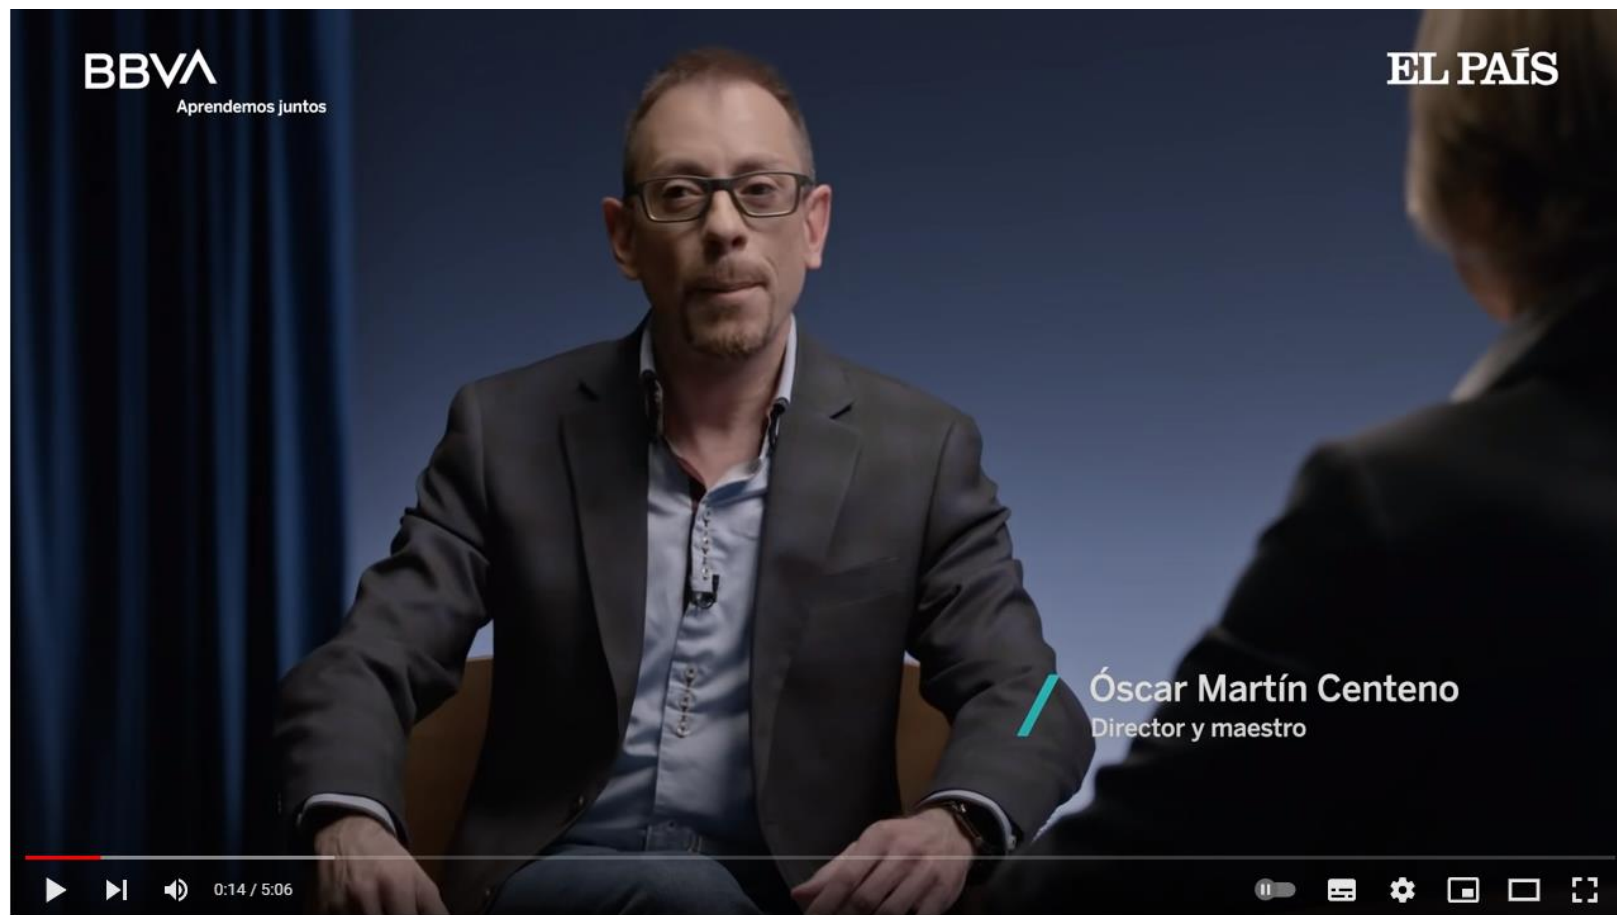 BBVA
Aprendemos juntos
EL PAÍS
Óscar Martín Centeno
Director y maestro
0:14 / 5:06